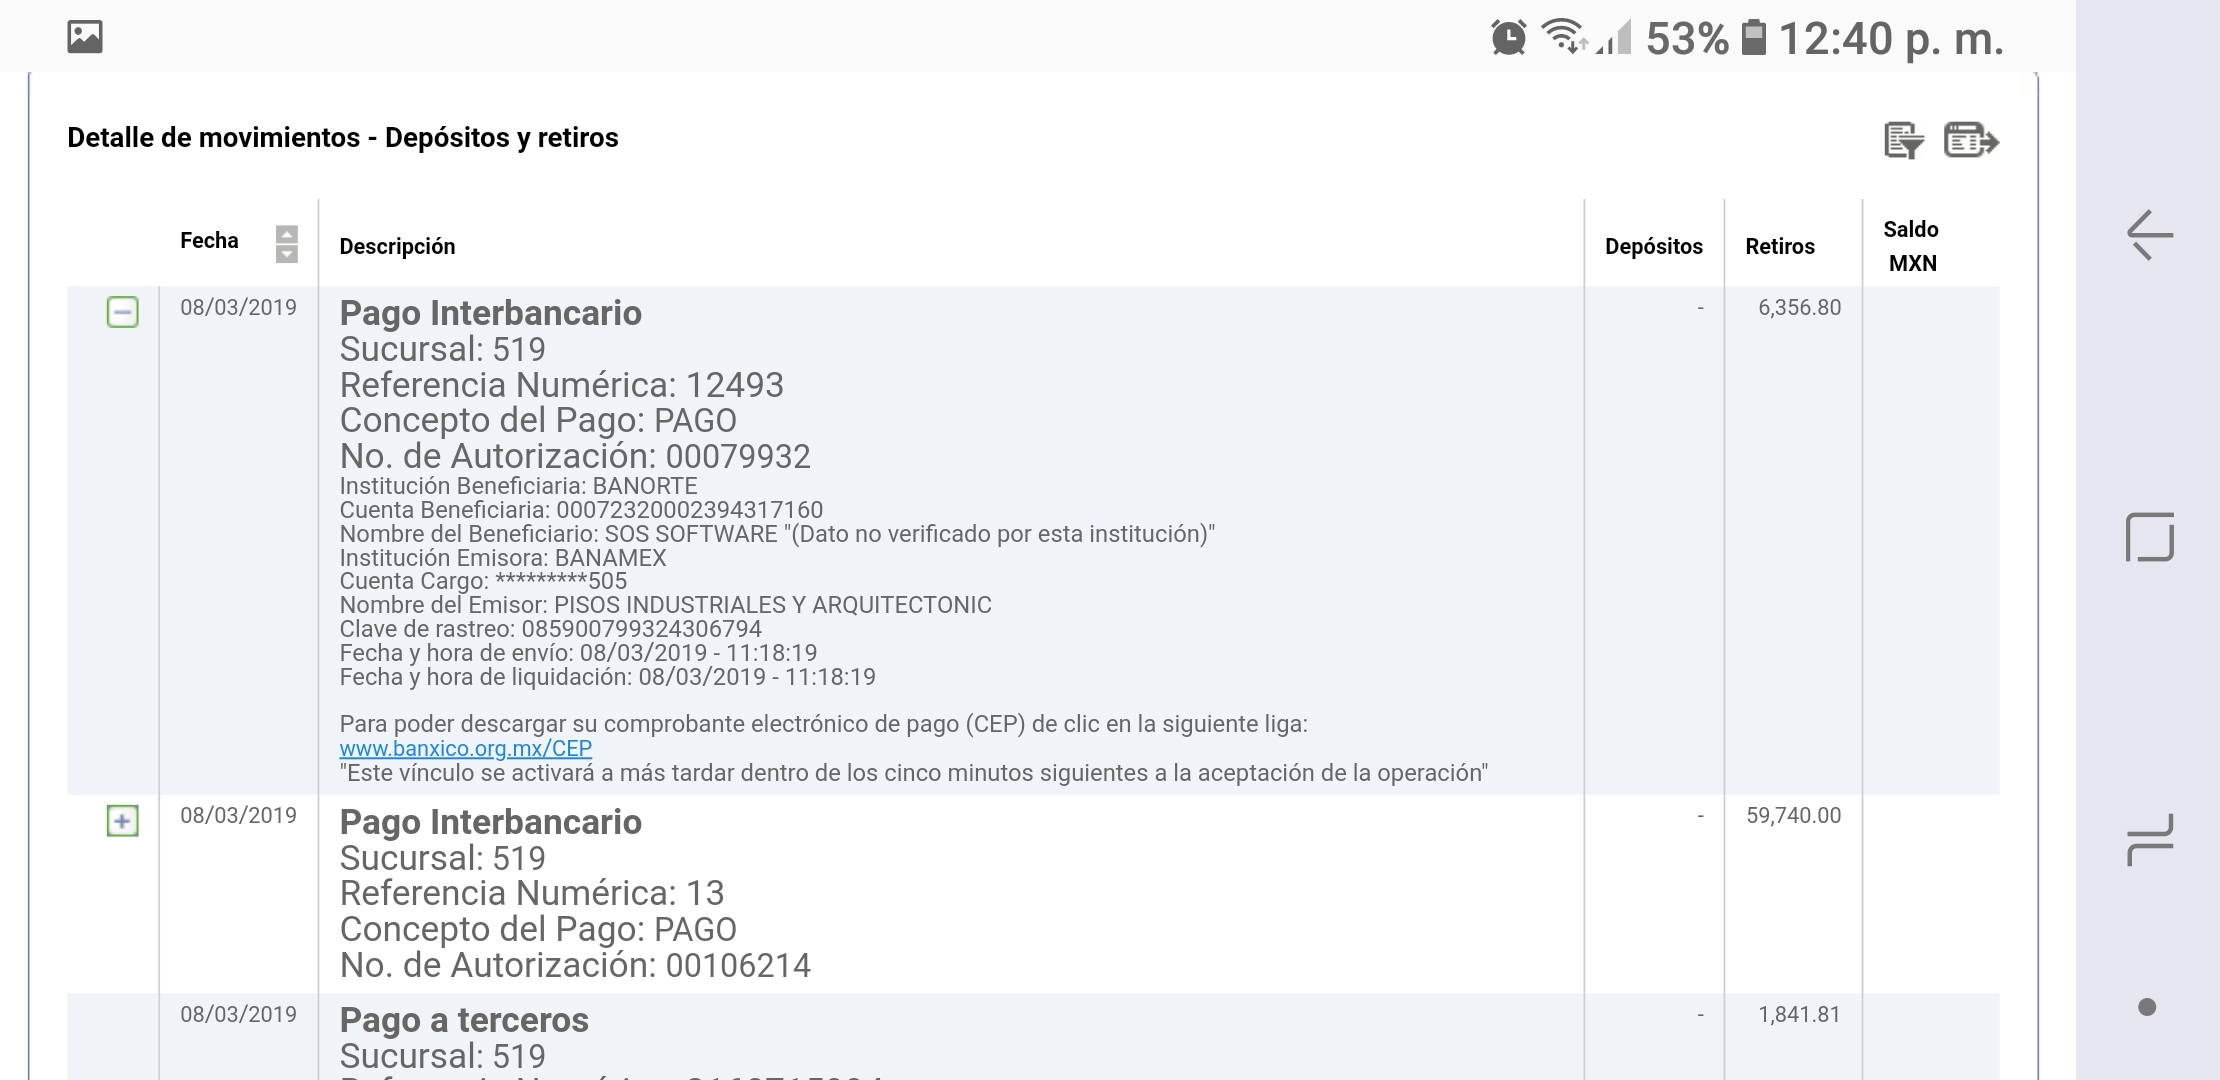 53% 12:40 p. m.
Detalle de movimientos - Depósitos y retiros
Fecha Descripción Depósitos Retiros Saldo MXN
08/03/2019 Pago Interbancario - 6,356.80
Sucursal: 519
Referencia Numérica: 12493
Concepto del Pago: PAGO
No. de Autorización: 00079932
Institución Beneficiaria: BANORTE
Cuenta Beneficiaria: 00072320002394317160
Nombre del Beneficiario: SOS SOFTWARE "(Dato no verificado por esta institución)"
Institución Emisora: BANAMEX
Cuenta Cargo: *********505
Nombre del Emisor: PISOS INDUSTRIALES Y ARQUITECTONIC
Clave de rastreo: 085900799324306794
Fecha y hora de envío: 08/03/2019 - 11:18:19
Fecha y hora de liquidación: 08/03/2019 - 11:18:19
Para poder descargar su comprobante electrónico de pago (CEP) de clic en la siguiente liga:
www.banxico.org.mx/CEP
"Este vínculo se activará a más tardar dentro de los cinco minutos siguientes a la aceptación de la operación"
08/03/2019 Pago Interbancario - 59,740.00
Sucursal: 519
Referencia Numérica: 13
Concepto del Pago: PAGO
No. de Autorización: 00106214
08/03/2019 Pago a terceros - 1,841.81
Sucursal: 519